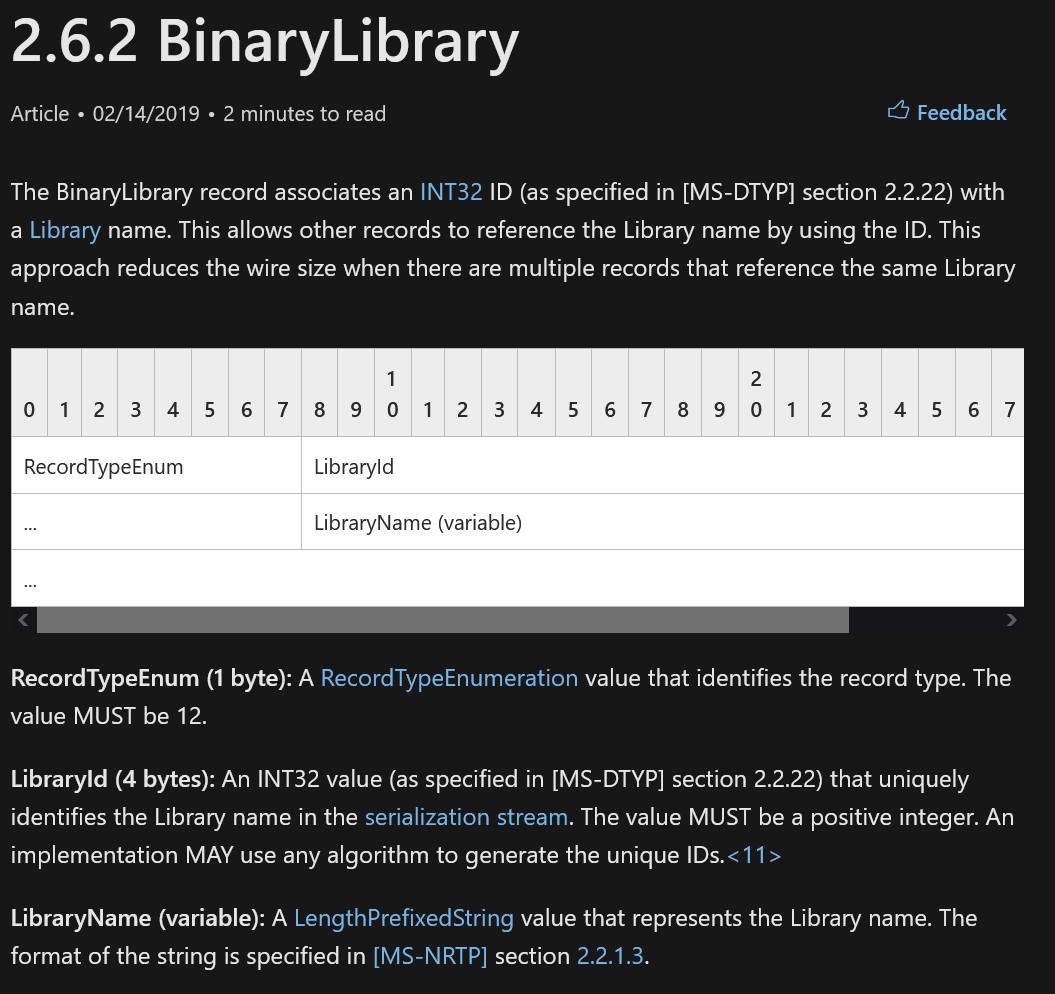 2.6.2 BinaryLibrary
Article • 02/14/2019 • 2 minutes to read
Feedback
The BinaryLibrary record associates an INT32 ID (as specified in [MS-DTYP] section 2.2.22) with
a Library name. This allows other records to reference the Library name by using the ID. This
approach reduces the wire size when there are multiple records that reference the same Library
name.
1 2
0 1 2 3 4 5 6 7 8 9 0 1 2 3 4 5 6 7 8 9 0 1 2 3 4 5 6 7
RecordTypeEnum LibraryId
... LibraryName (variable)
...
RecordTypeEnum (1 byte): A RecordTypeEnumeration value that identifies the record type. The
value MUST be 12.
LibraryId (4 bytes): An INT32 value (as specified in [MS-DTYP] section 2.2.22) that uniquely
identifies the Library name in the serialization stream. The value MUST be a positive integer. An
implementation MAY use any algorithm to generate the unique IDs.<11>
LibraryName (variable): A LengthPrefixedString value that represents the Library name. The
format of the string is specified in [MS-NRTP] section 2.2.1.3.